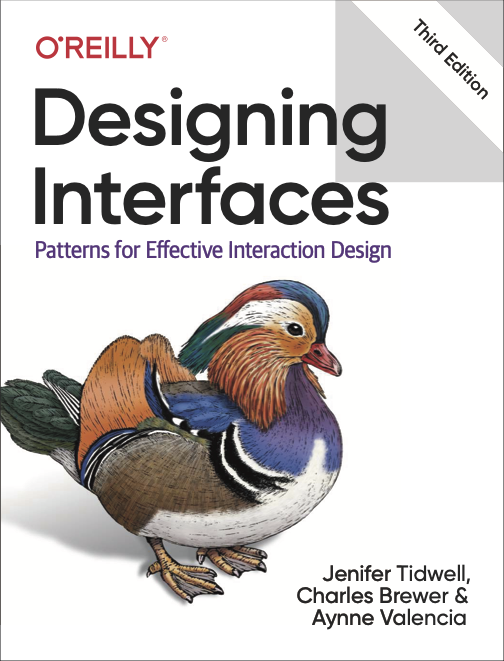 O'REILLY®
Third Edition
Designing
Interfaces
Patterns for Effective Interaction Design
Jenifer Tidwell,
Charles Brewer &
Aynne Valencia